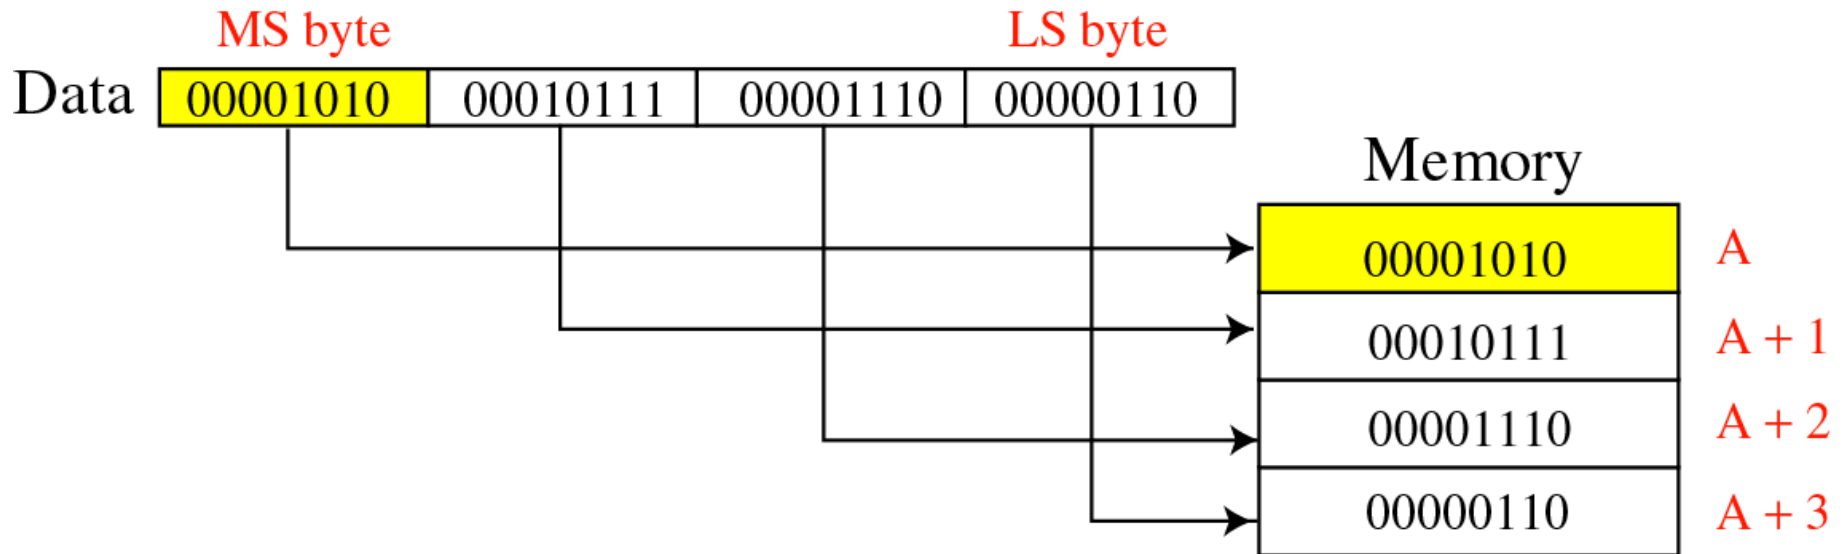 MS byte LS byte
Data 00001010 00010111 00001110 00000110
Memory
00001010 A
00010111 A + 1
00001110 A + 2
00000110 A + 3